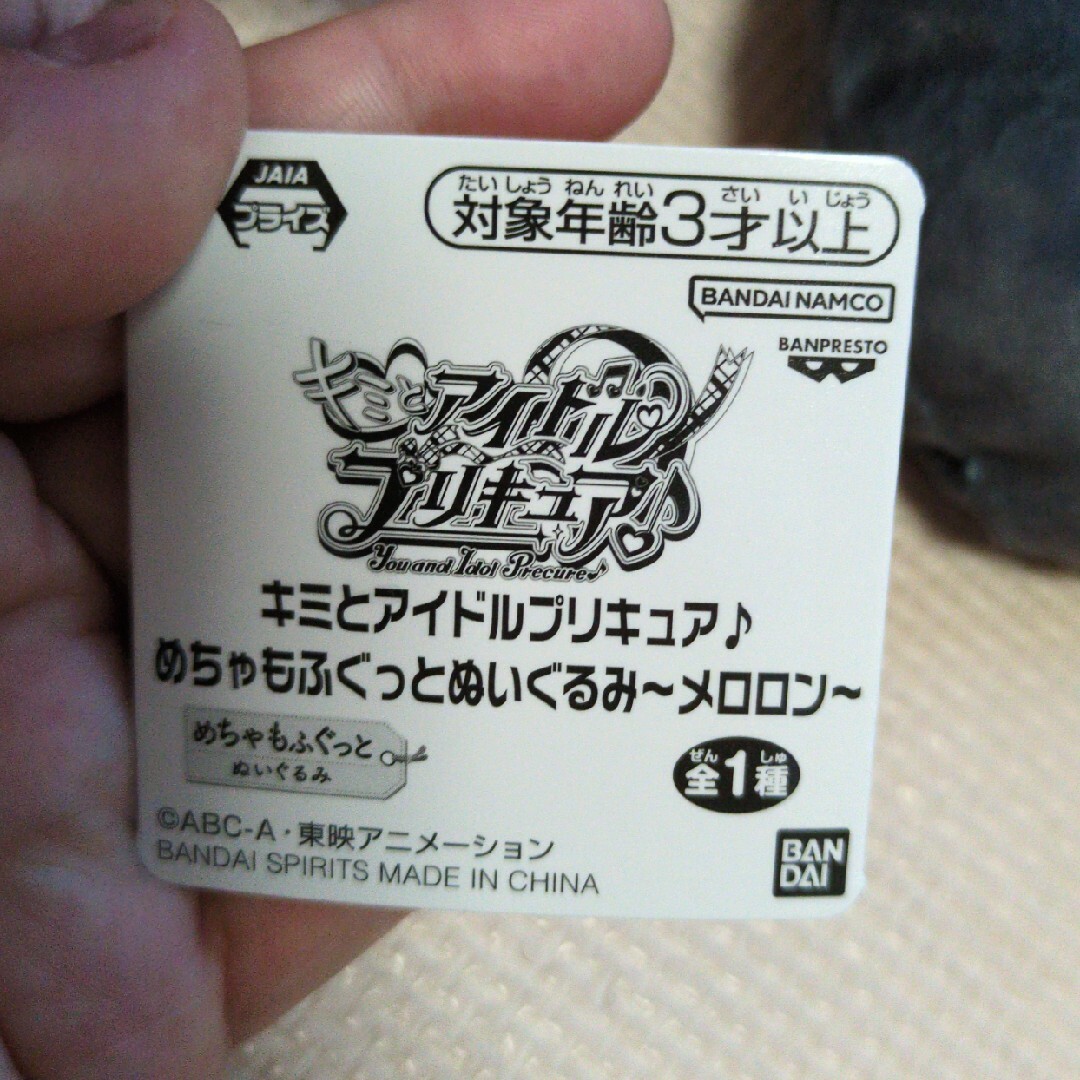 JAIA
プライズ
たいしょうねんれい さいいじょう
対象年齢3才以上
BANDAI NAMCO
BANPRESTO
キミとアイドル
プリキュア♪
You and Idol Precure♪
キミとアイドルプリキュア♪
めちゃもふぐっとぬいぐるみ～メロロン～
めちゃもふぐっと
ぬいぐるみ
ぜん しゅ
全1種
©ABC-A・東映アニメーション
BANDAI SPIRITS MADE IN CHINA
BAN
DAI